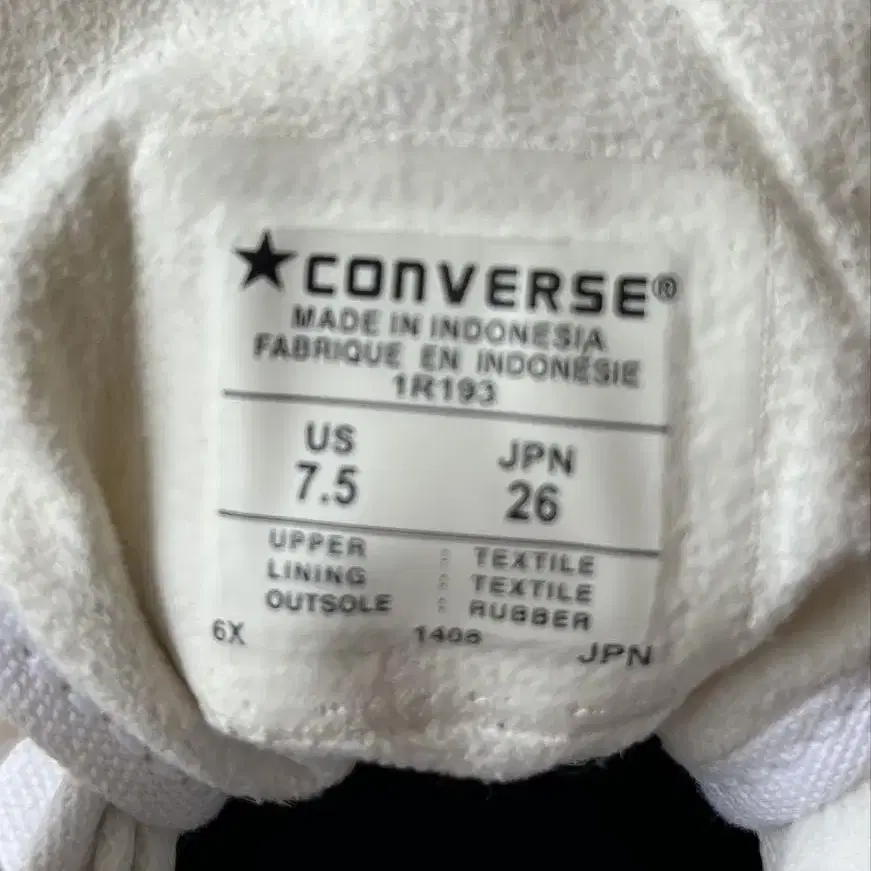 ★CONVERSE®
MADE IN INDONESIA
FABRIQUE EN INDONÉSIE
1R193
US JPN
7.5 26
UPPER : TEXTILE
LINING : TEXTILE
OUTSOLE : RUBBER
6X 1408 JPN